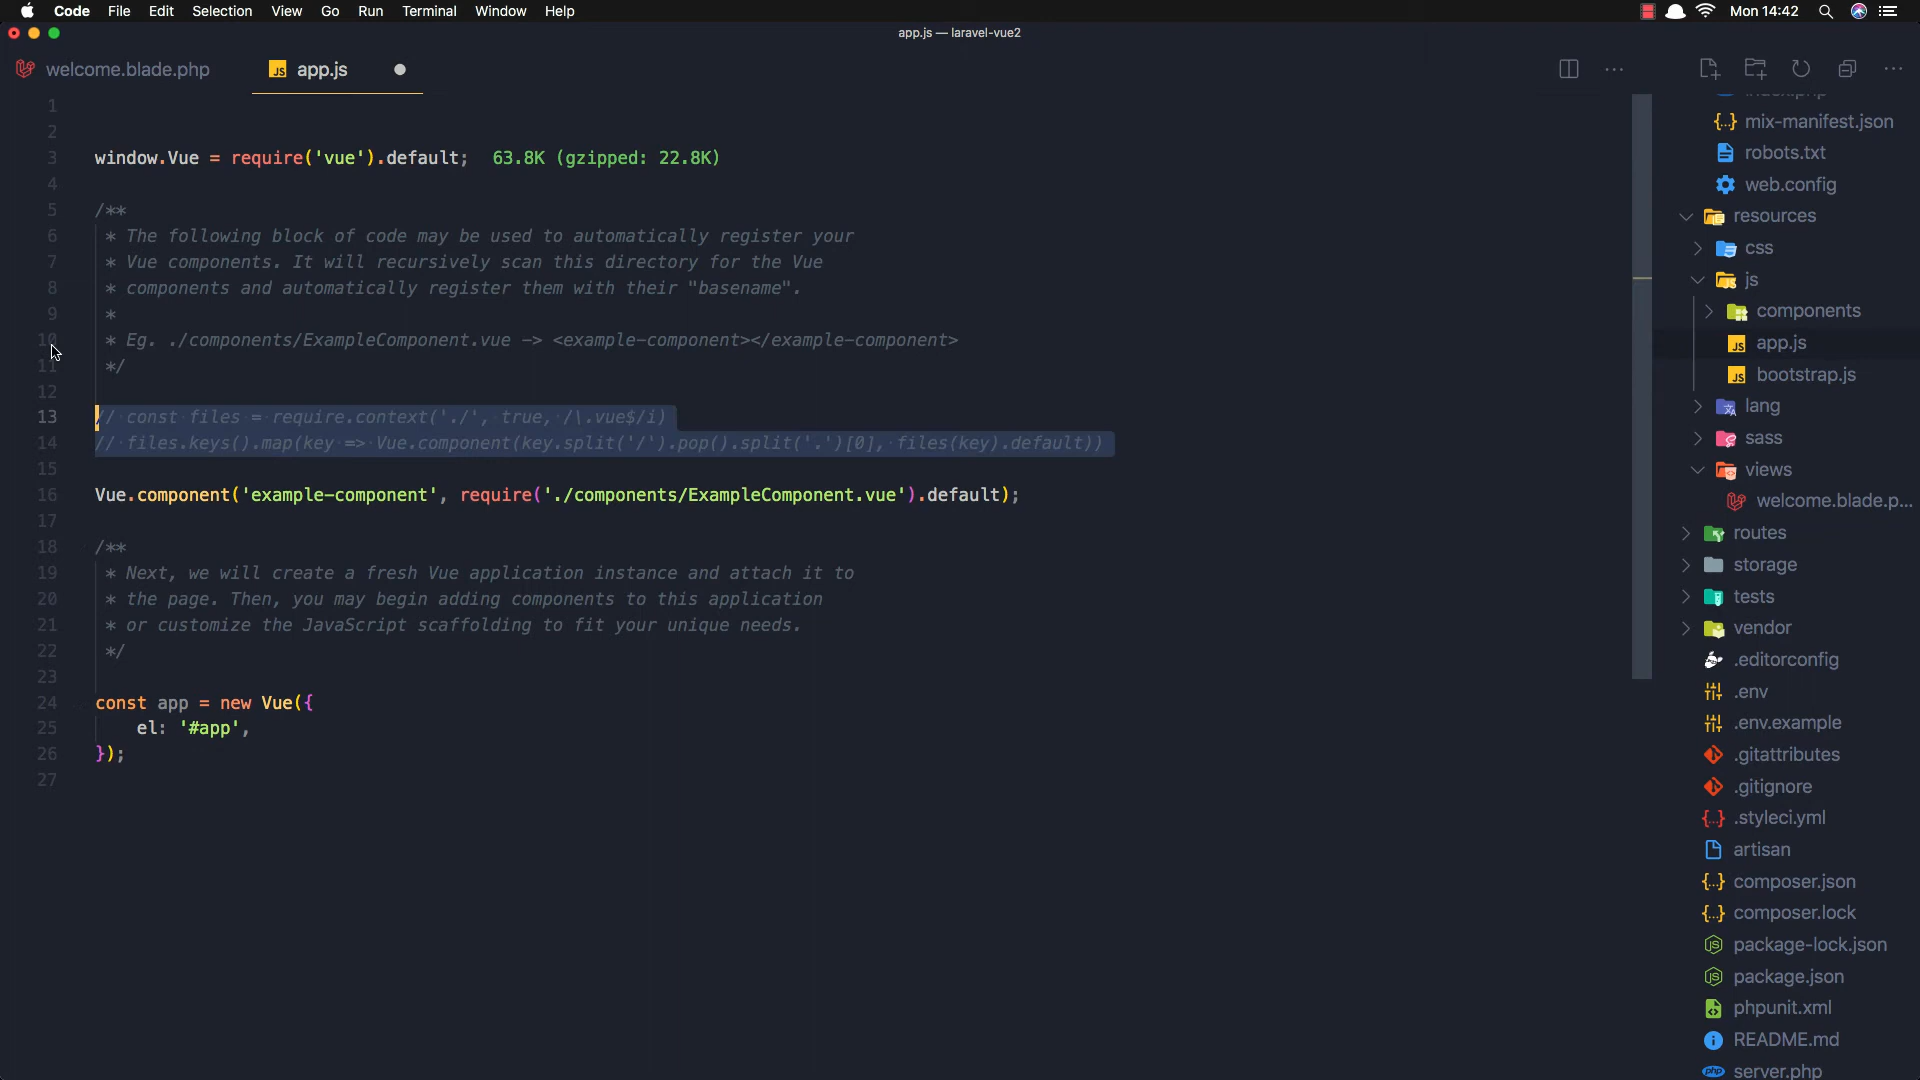 Code File Edit Selection View Go Run Terminal Window Help
Mon 14:42
app.js — laravel-vue2
welcome.blade.php
JS app.js
1
2
3 window.Vue = require('vue').default; 63.8K (gzipped: 22.8K)
4
5 /**
6 * The following block of code may be used to automatically register your
7 * Vue components. It will recursively scan this directory for the Vue
8 * components and automatically register them with their "basename".
9 *
10 * Eg. ./components/ExampleComponent.vue -> <example-component></example-component>
11 */
12
13 // const files = require.context('./', true, /\.vue$/i)
14 // files.keys().map(key => Vue.component(key.split('/').pop().split('.')[0], files(key).default))
15
16 Vue.component('example-component', require('./components/ExampleComponent.vue').default);
17
18 /**
19 * Next, we will create a fresh Vue application instance and attach it to
20 * the page. Then, you may begin adding components to this application
21 * or customize the JavaScript scaffolding to fit your unique needs.
22 */
23
24 const app = new Vue({
25 el: '#app',
26 });
27
{..} mix-manifest.json
robots.txt
web.config
resources
css
js
components
JS app.js
JS bootstrap.js
lang
sass
views
welcome.blade.p...
routes
storage
tests
vendor
.editorconfig
.env
.env.example
.gitattributes
.gitignore
{..} .styleci.yml
artisan
{..} composer.json
{..} composer.lock
package-lock.json
package.json
phpunit.xml
README.md
php server.php